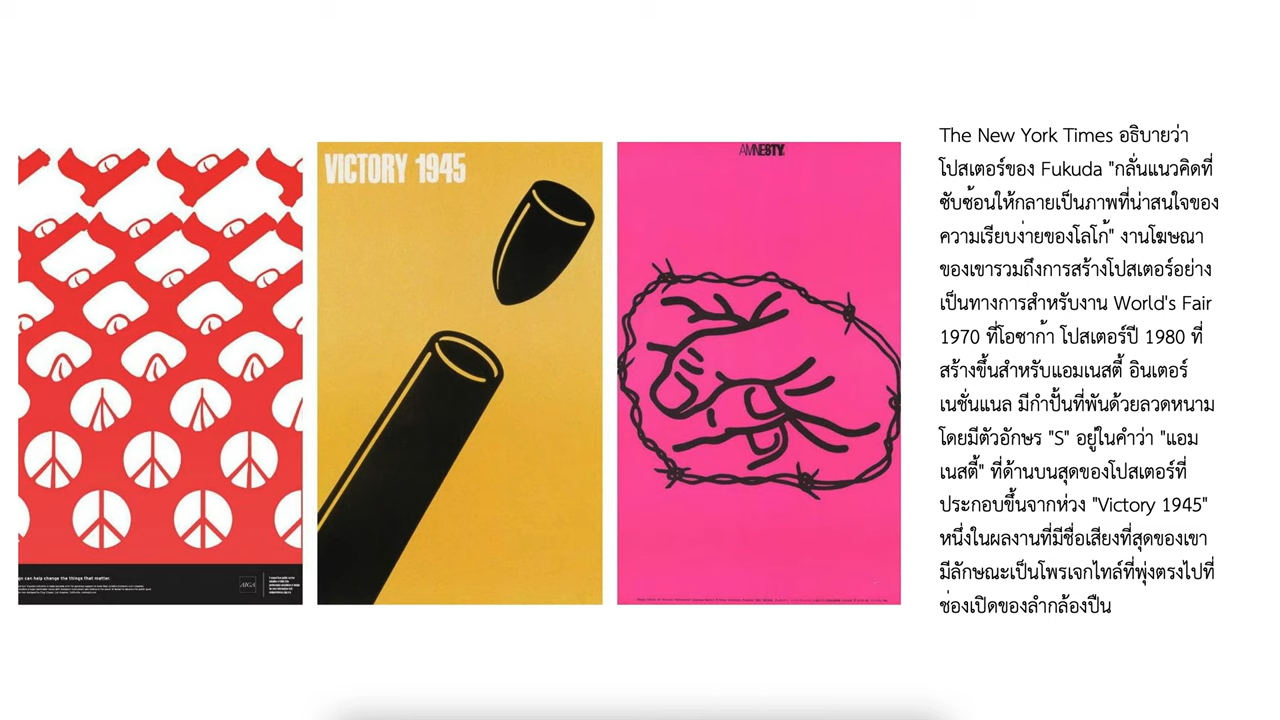 VICTORY 1945
AMNESTY
The New York Times อธิบายว่า
โปสเตอร์ของ Fukuda "กลั่นแนวคิดที่
ซับซ้อนให้กลายเป็นภาพที่น่าสนใจของ
ความเรียบง่ายของโลโก้" งานโฆษณา
ของเขารวมถึงการสร้างโปสเตอร์อย่าง
เป็นทางการสำหรับงาน World's Fair
1970 ที่โอซาก้า โปสเตอร์ปี 1980 ที่
สร้างขึ้นสำหรับแอมเนสตี้ อินเตอร์
เนชั่นแนล มีกำปั้นที่พันด้วยลวดหนาม
โดยมีตัวอักษร "S" อยู่ในคำว่า "แอม
เนสตี้" ที่ด้านบนสุดของโปสเตอร์ที่
ประกอบขึ้นจากห่วง "Victory 1945"
หนึ่งในผลงานที่มีชื่อเสียงที่สุดของเขา
มีลักษณะเป็นโพรเจกไทล์ที่พุ่งตรงไปที่
ช่องเปิดของลำกล้องปืน
gn can help change the things that matter.
AIGA